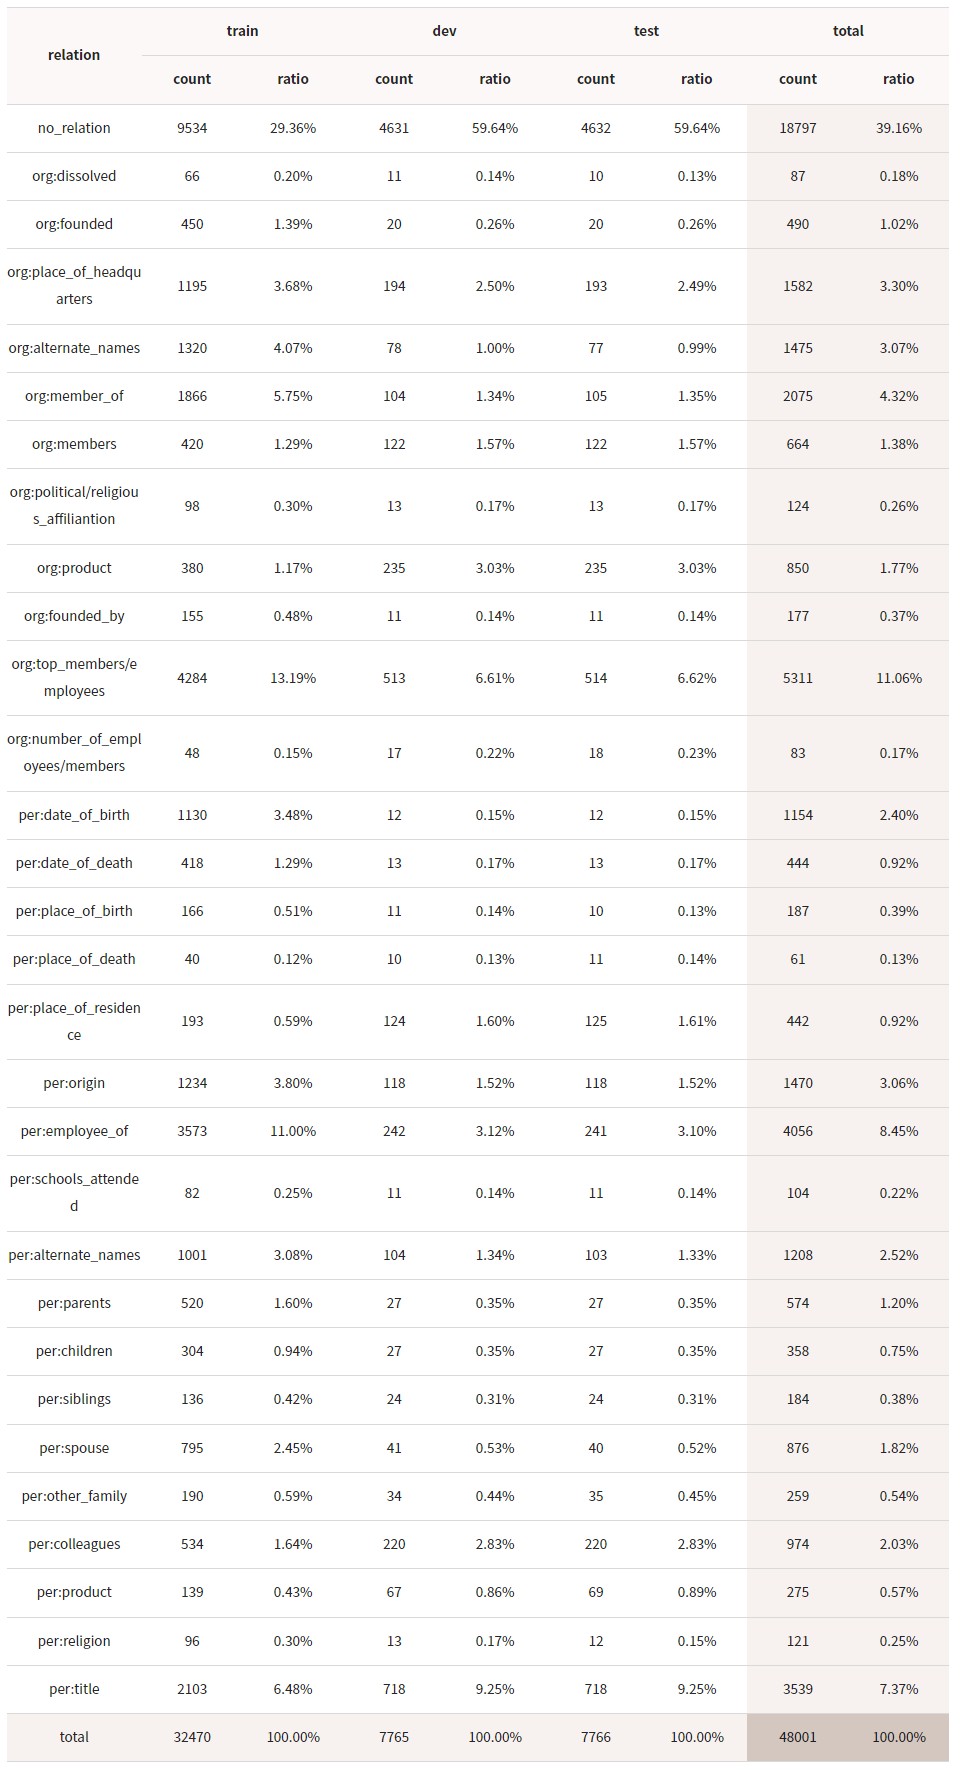 relation train dev test total
count ratio count ratio count ratio count ratio
no_relation 9534 29.36% 4631 59.64% 4632 59.64% 18797 39.16%
org:dissolved 66 0.20% 11 0.14% 10 0.13% 87 0.18%
org:founded 450 1.39% 20 0.26% 20 0.26% 490 1.02%
org:place_of_headqu
arters 1195 3.68% 194 2.50% 193 2.49% 1582 3.30%
org:alternate_names 1320 4.07% 78 1.00% 77 0.99% 1475 3.07%
org:member_of 1866 5.75% 104 1.34% 105 1.35% 2075 4.32%
org:members 420 1.29% 122 1.57% 122 1.57% 664 1.38%
org:political/religiou
s_affiliantion 98 0.30% 13 0.17% 13 0.17% 124 0.26%
org:product 380 1.17% 235 3.03% 235 3.03% 850 1.77%
org:founded_by 155 0.48% 11 0.14% 11 0.14% 177 0.37%
org:top_members/e
mployees 4284 13.19% 513 6.61% 514 6.62% 5311 11.06%
org:number_of_empl
oyees/members 48 0.15% 17 0.22% 18 0.23% 83 0.17%
per:date_of_birth 1130 3.48% 12 0.15% 12 0.15% 1154 2.40%
per:date_of_death 418 1.29% 13 0.17% 13 0.17% 444 0.92%
per:place_of_birth 166 0.51% 11 0.14% 10 0.13% 187 0.39%
per:place_of_death 40 0.12% 10 0.13% 11 0.14% 61 0.13%
per:place_of_residen
ce 193 0.59% 124 1.60% 125 1.61% 442 0.92%
per:origin 1234 3.80% 118 1.52% 118 1.52% 1470 3.06%
per:employee_of 3573 11.00% 242 3.12% 241 3.10% 4056 8.45%
per:schools_attende
d 82 0.25% 11 0.14% 11 0.14% 104 0.22%
per:alternate_names 1001 3.08% 104 1.34% 103 1.33% 1208 2.52%
per:parents 520 1.60% 27 0.35% 27 0.35% 574 1.20%
per:children 304 0.94% 27 0.35% 27 0.35% 358 0.75%
per:siblings 136 0.42% 24 0.31% 24 0.31% 184 0.38%
per:spouse 795 2.45% 41 0.53% 40 0.52% 876 1.82%
per:other_family 190 0.59% 34 0.44% 35 0.45% 259 0.54%
per:colleagues 534 1.64% 220 2.83% 220 2.83% 974 2.03%
per:product 139 0.43% 67 0.86% 69 0.89% 275 0.57%
per:religion 96 0.30% 13 0.17% 12 0.15% 121 0.25%
per:title 2103 6.48% 718 9.25% 718 9.25% 3539 7.37%
total 32470 100.00% 7765 100.00% 7766 100.00% 48001 100.00%